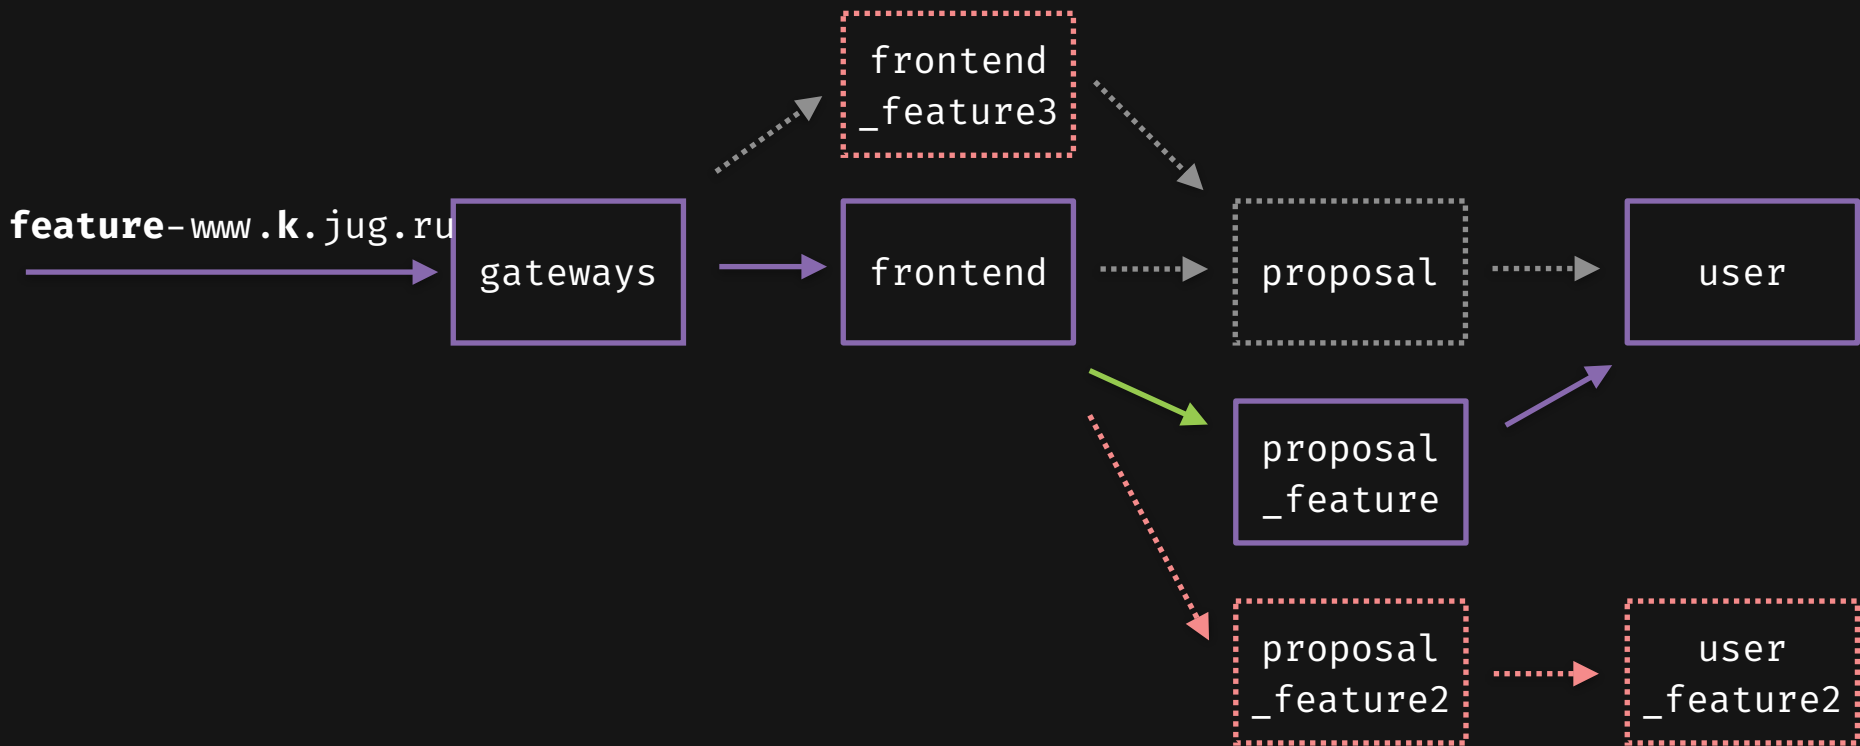 frontend
_feature3
feature-www.k.jug.ru
gateways
frontend
proposal
user
proposal
_feature
proposal
_feature2
user
_feature2